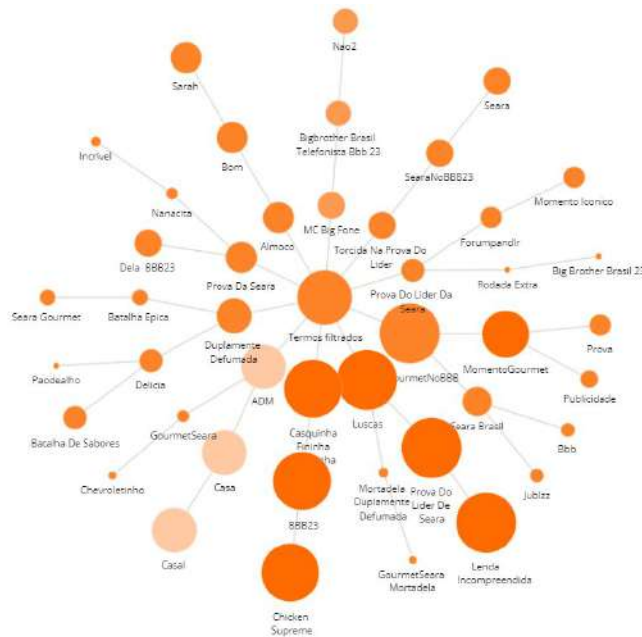 Nao2
Sarah
Seara
Bigbrother Brasil
Telefonista Bbb 23
Bom
SearaNoBBB23
Incrivel
Momento Iconico
Nanacita
MC Big Fone
Almoco
Torcida Na Prova Do
Lider
Forumpandlr
Dela BBB23
Prova Da Seara
Prova Do Lider Da
Seara
Rodada Extra
Big Brother Brasil 23
Seara Gourmet
Batalha Epica
Duplamente
Defumada
Termos filtrados
ourmetNoBBB
MomentoGourmet
Prova
Paodealho
Delicia
ADM
Casquinha
Fininha
Luscas
Seara Brasil
Publicidade
Batalha De Sabores
GourmetSeara
Bbb
Chevroletinho
Casa
Mortadela
Duplamente
Defumada
Prova Do
Lider De
Seara
Jubizz
BBB23
Casal
GourmetSeara
Mortadela
Lenda
Incompreendida
Chicken
Supreme